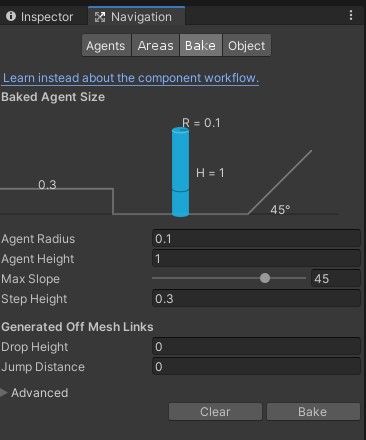 Inspector Navigation
Agents Areas Bake Object
Learn instead about the component workflow.
Baked Agent Size
R = 0.1
H = 1
0.3
45°
Agent Radius 0.1
Agent Height 1
Max Slope 45
Step Height 0.3
Generated Off Mesh Links
Drop Height 0
Jump Distance 0
Advanced
Clear Bake